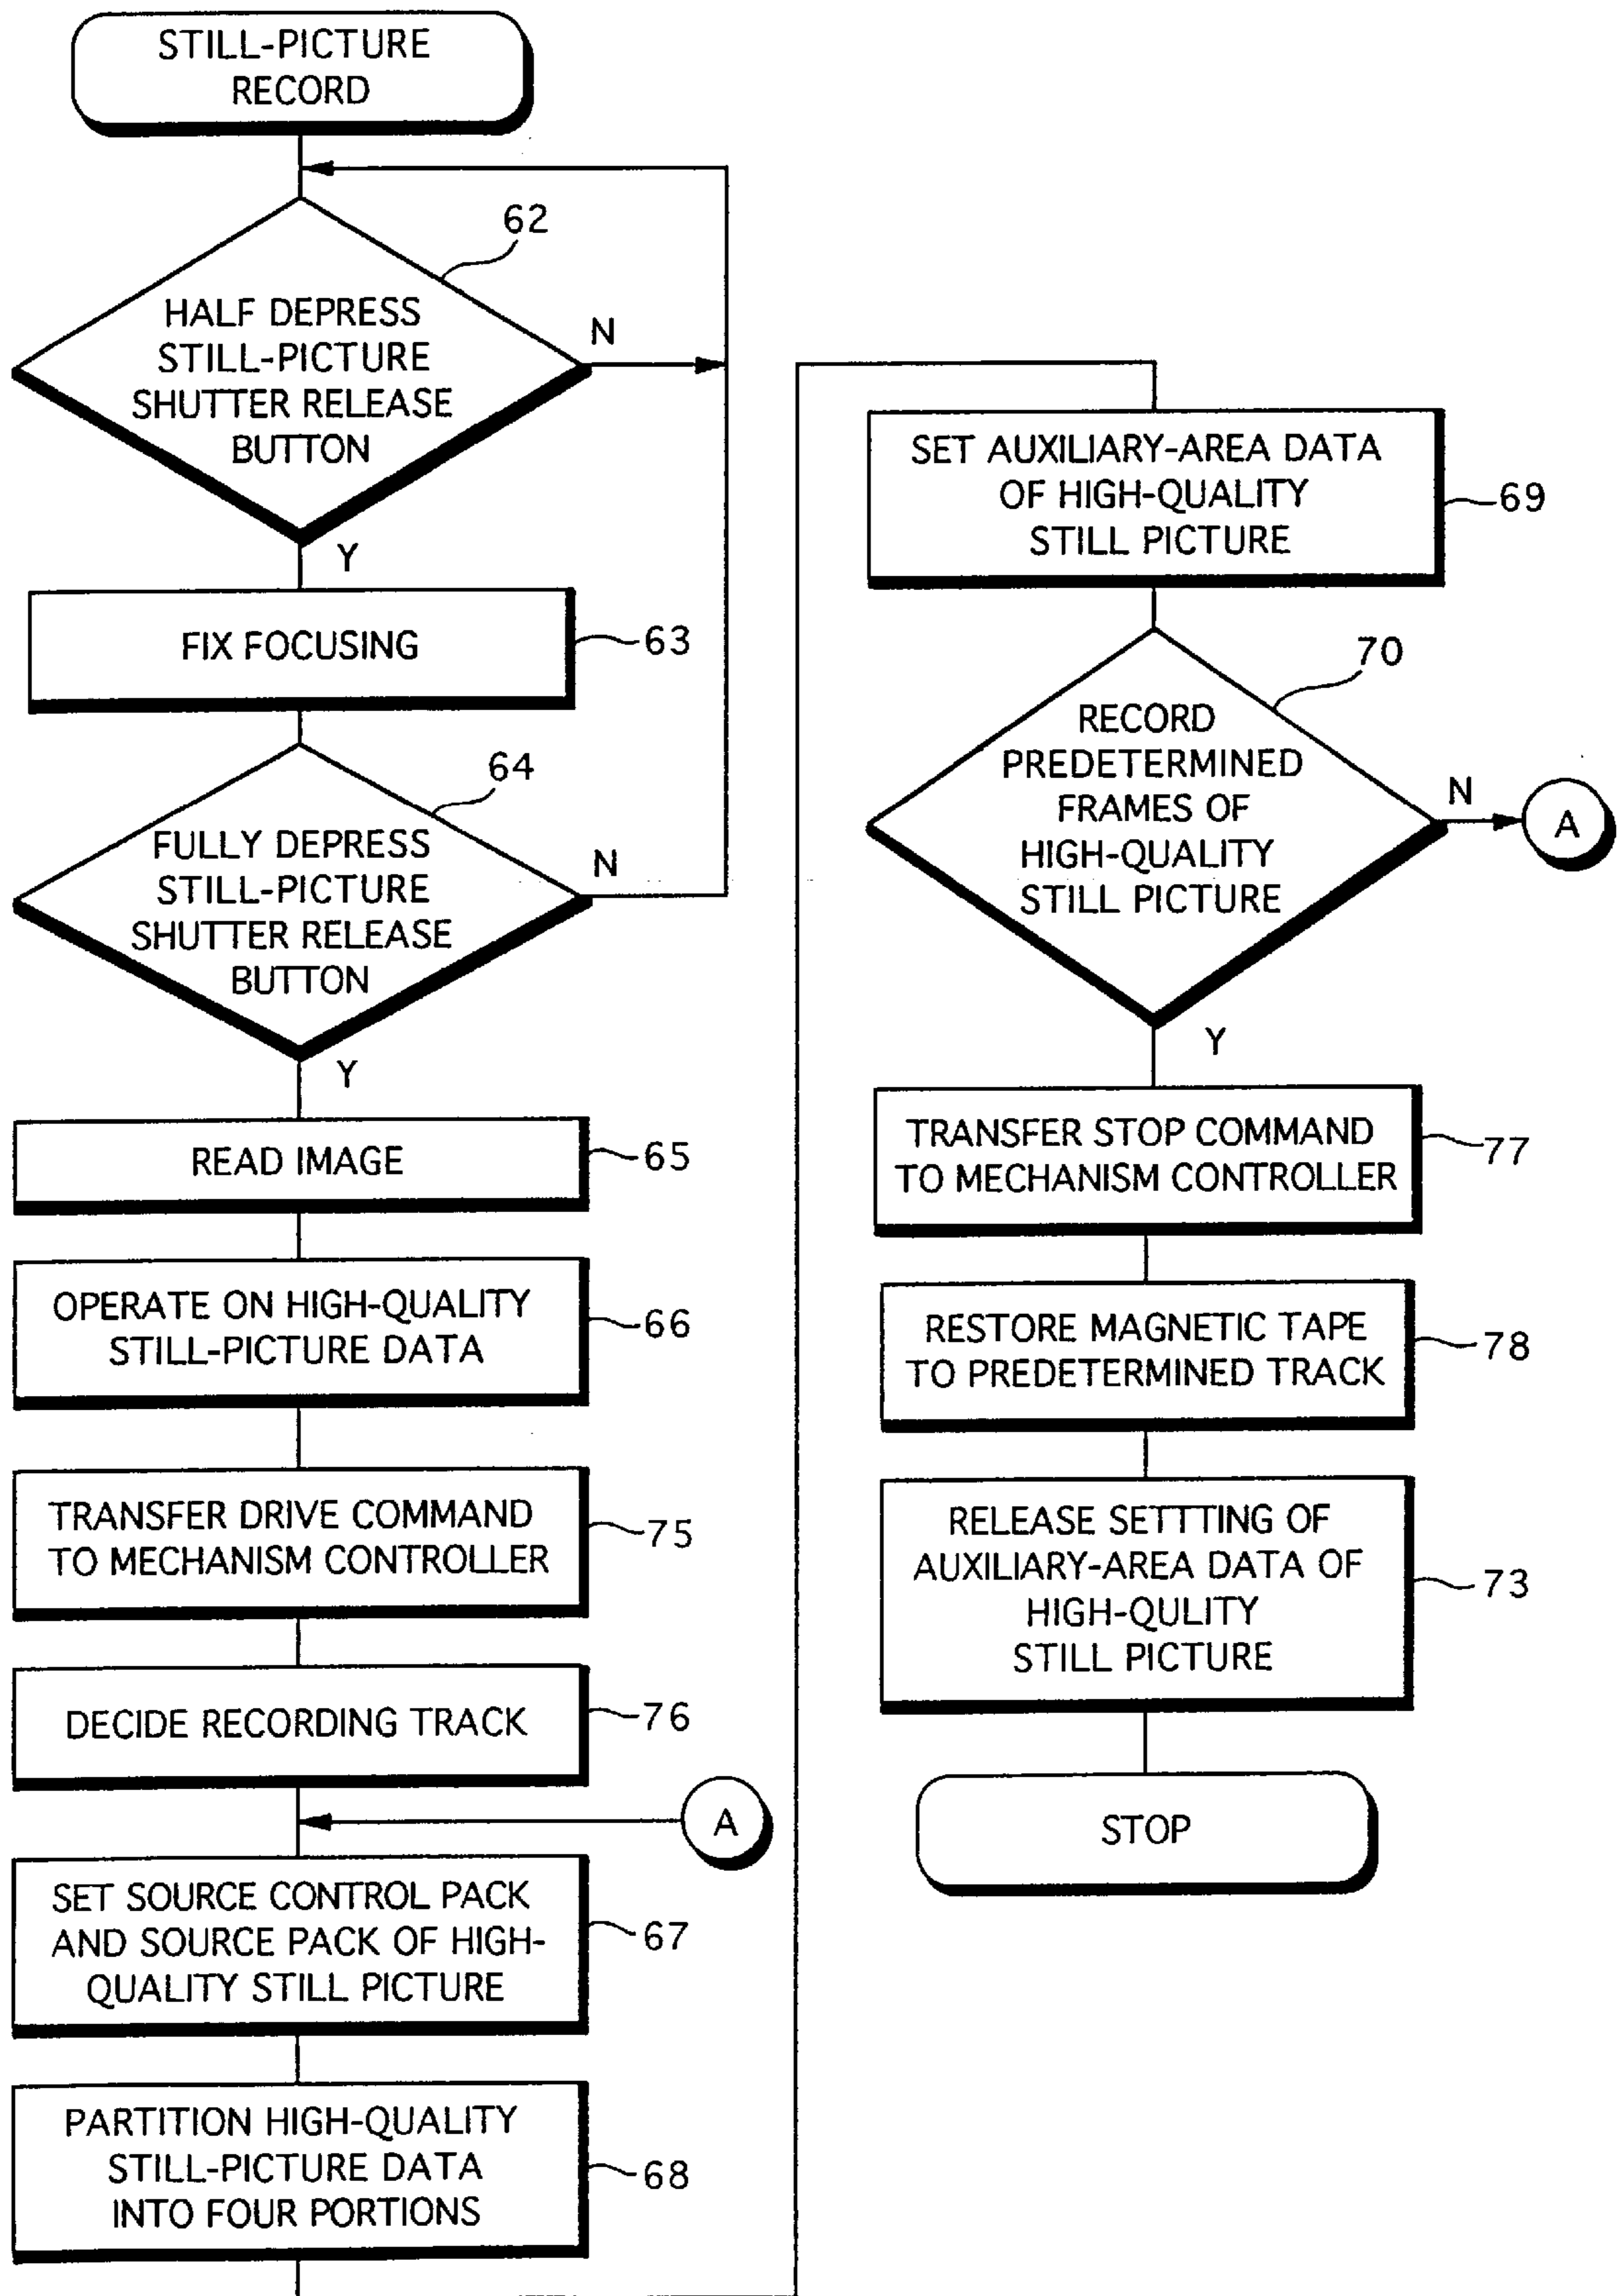 STILL-PICTURE
RECORD
62
HALF DEPRESS
STILL-PICTURE
SHUTTER RELEASE
BUTTON
N
Y
FIX FOCUSING
63
64
FULLY DEPRESS
STILL-PICTURE
SHUTTER RELEASE
BUTTON
N
Y
READ IMAGE
65
OPERATE ON HIGH-QUALITY
STILL-PICTURE DATA
66
TRANSFER DRIVE COMMAND
TO MECHANISM CONTROLLER
75
DECIDE RECORDING TRACK
76
A
SET SOURCE CONTROL PACK
AND SOURCE PACK OF HIGH-
QUALITY STILL PICTURE
67
PARTITION HIGH-QUALITY
STILL-PICTURE DATA
INTO FOUR PORTIONS
68
SET AUXILIARY-AREA DATA
OF HIGH-QUALITY
STILL PICTURE
69
70
RECORD
PREDETERMINED
FRAMES OF
HIGH-QUALITY
STILL PICTURE
N
A
Y
TRANSFER STOP COMMAND
TO MECHANISM CONTROLLER
77
RESTORE MAGNETIC TAPE
TO PREDETERMINED TRACK
78
RELEASE SETTTING OF
AUXILIARY-AREA DATA OF
HIGH-QULITY
STILL PICTURE
73
STOP